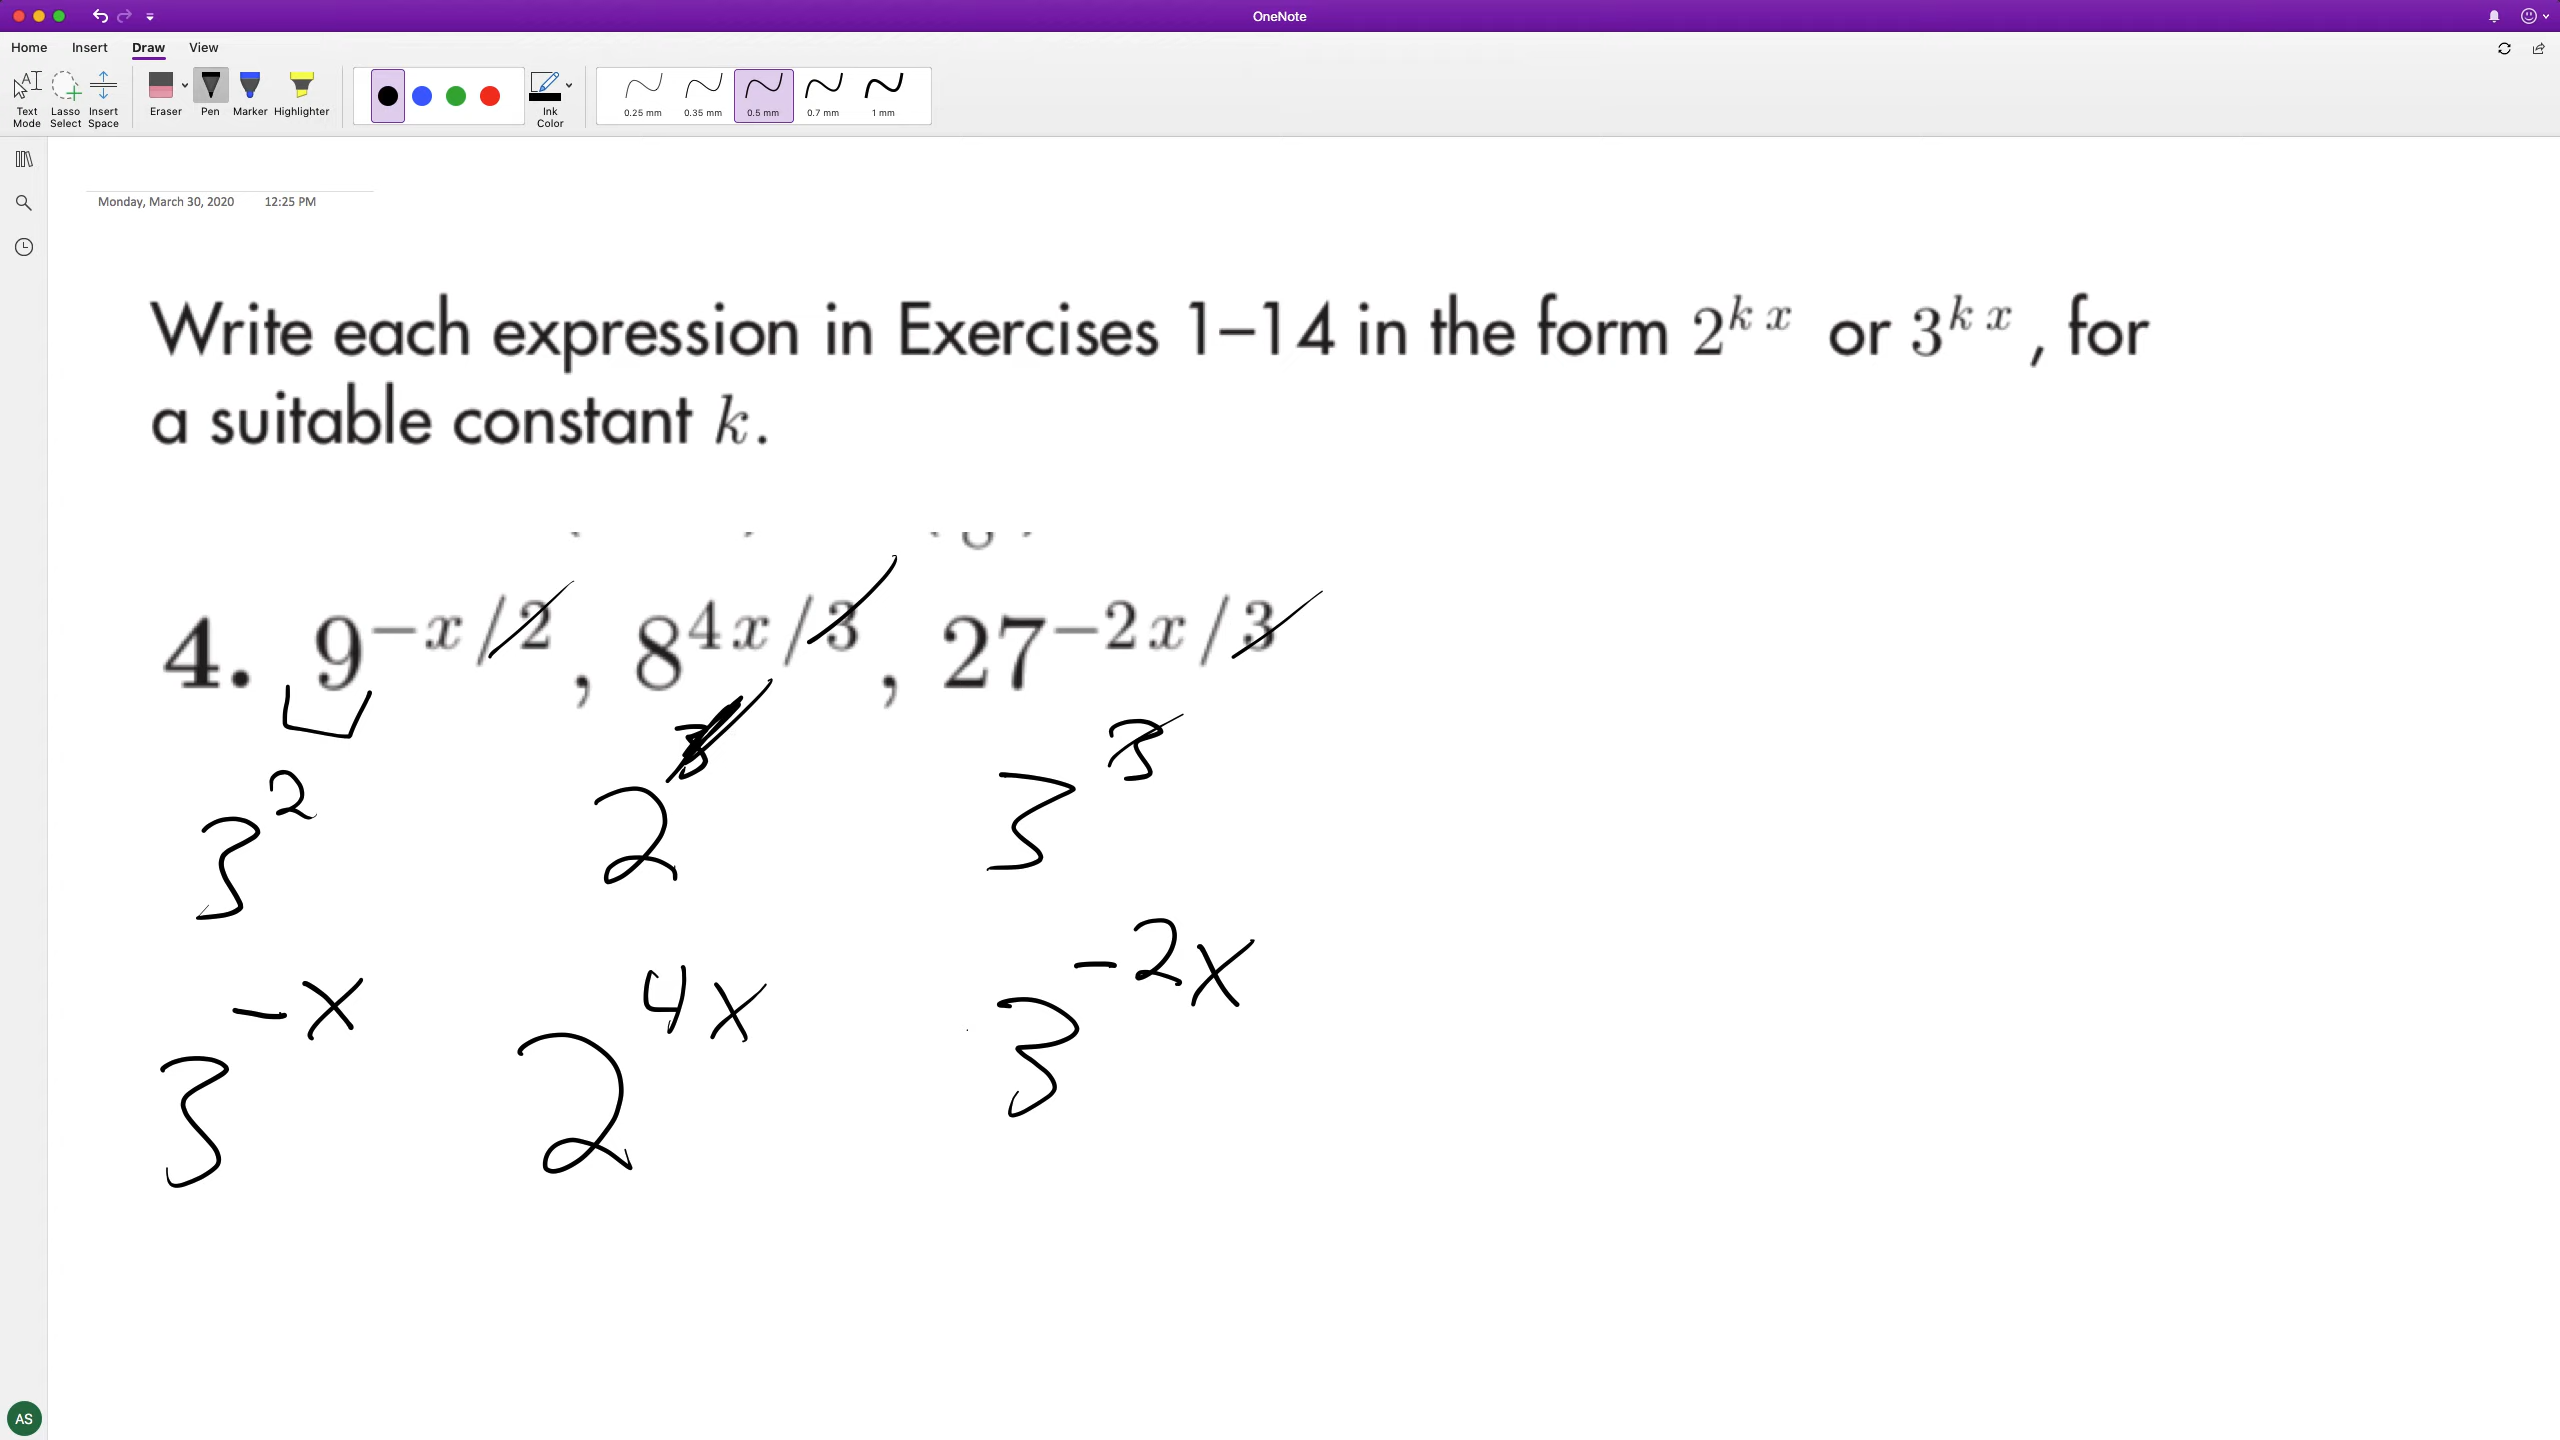 OneNote
Home Insert Draw View
Text Mode Lasso Select Insert Space Eraser Pen Marker Highlighter Ink Color 0.25 mm 0.35 mm 0.5 mm 0.7 mm 1 mm
Monday, March 30, 2020 12:25 PM
Write each expression in Exercises 1–14 in the form 2^{k x} or 3^{k x}, for
a suitable constant k.
4. 9^{-x/2}, 8^{4x/3}, 27^{-2x/3}
3^2 2^3 3^3
3^{-x} 2^{4x} 3^{-2x}
AS